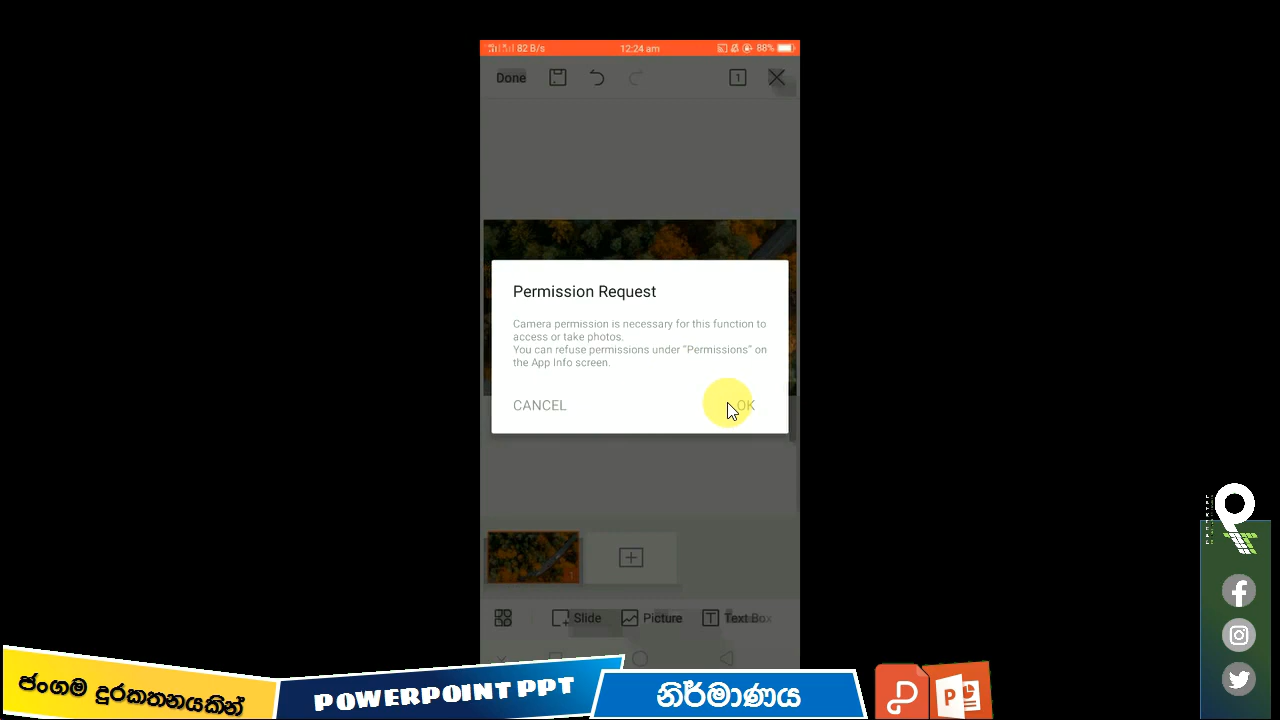 82 B/s 12:24 am 88%
Done 1
Permission Request
Camera permission is necessary for this function to
access or take photos.
You can refuse permissions under "Permissions" on
the App Info screen.
CANCEL OK
Slide Picture Text Box
ජංගම දුරකතනයකින් POWERPOINT PPT නිර්මාණය